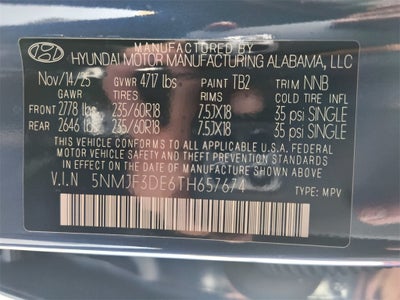 MANUFACTURED BY
HYUNDAI MOTOR MANUFACTURING ALABAMA, LLC
Nov/14/25 GVWR 4717 lbs PAINT TB2 TRIM NNB
GAWR TIRES RIMS COLD TIRE INFL
FRONT 2778 lbs 235/60R18 7.5JX18 35 psi SINGLE
REAR 2646 lbs 235/60R18 7.5JX18 35 psi SINGLE
THIS VEHICLE CONFORMS TO ALL APPLICABLE U.S.A. FEDERAL
MOTOR VEHICLE SAFETY, BUMPER, AND THEFT PREVENTION STANDARDS
IN EFFECT ON THE DATE OF MANUFACTURE SHOWN ABOVE.
V.I.N 5NMJF3DE6TH657674 TYPE: MPV